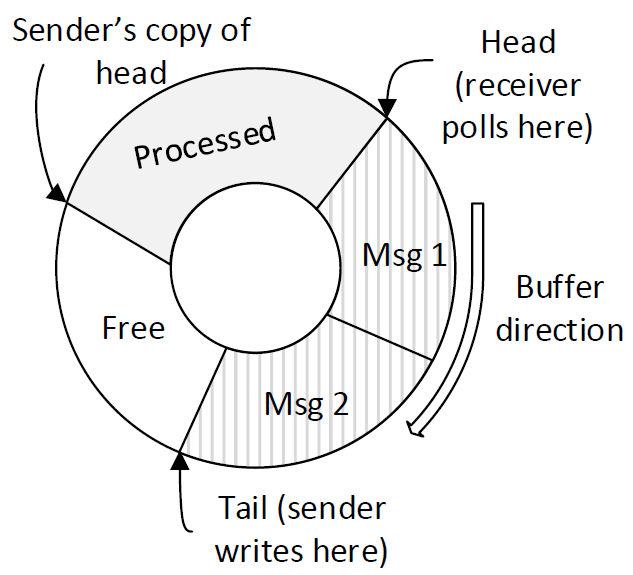 Sender’s copy of
head
Head
(receiver
polls here)
Processed
Msg 1
Buffer
direction
Free
Msg 2
Tail (sender
writes here)